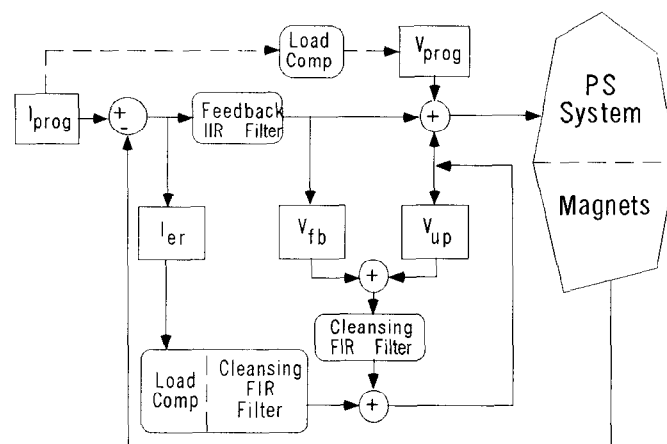 Load
Comp
V prog
PS
System
I prog
+
-
Feedback
IIR Filter
+
Magnets
I er
V fb
V up
+
Cleansing
FIR Filter
Load
Comp
Cleansing
FIR
Filter
+